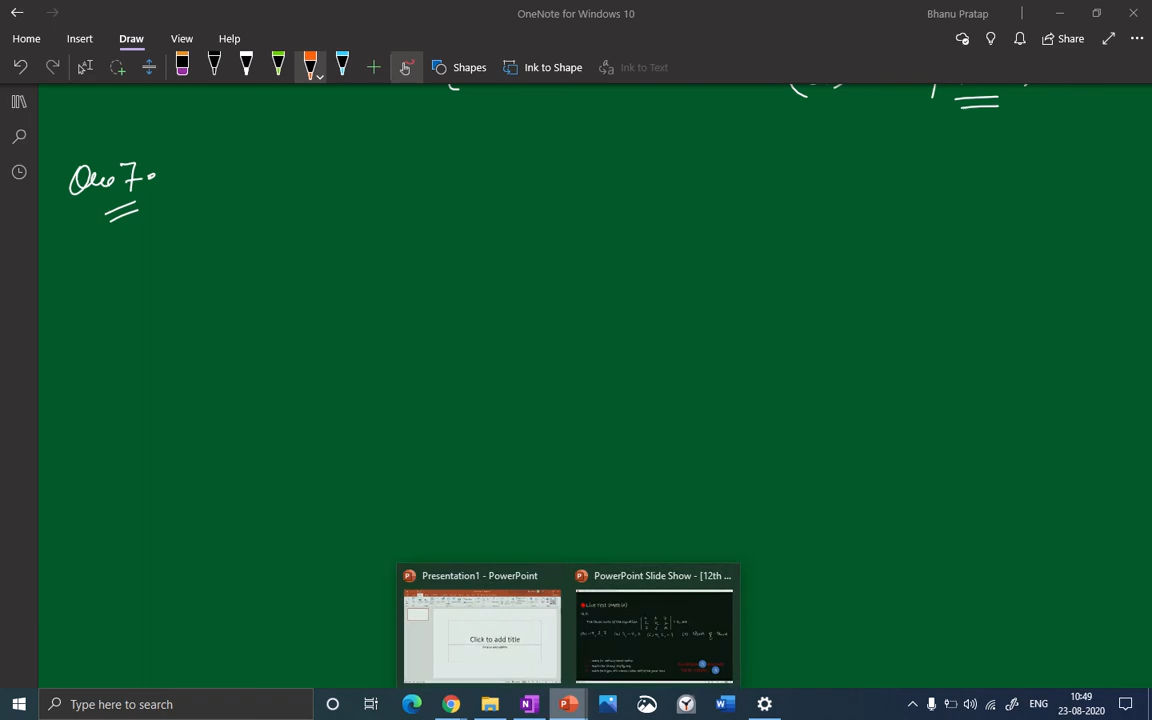 OneNote for Windows 10
Bhanu Pratap
Home Insert Draw View Help
Share
Shapes Ink to Shape Ink to Text
Que 7.
Presentation1 - PowerPoint
PowerPoint Slide Show - [12th ...
Click to add title
Type here to search
ENG
10:49
23-08-2020